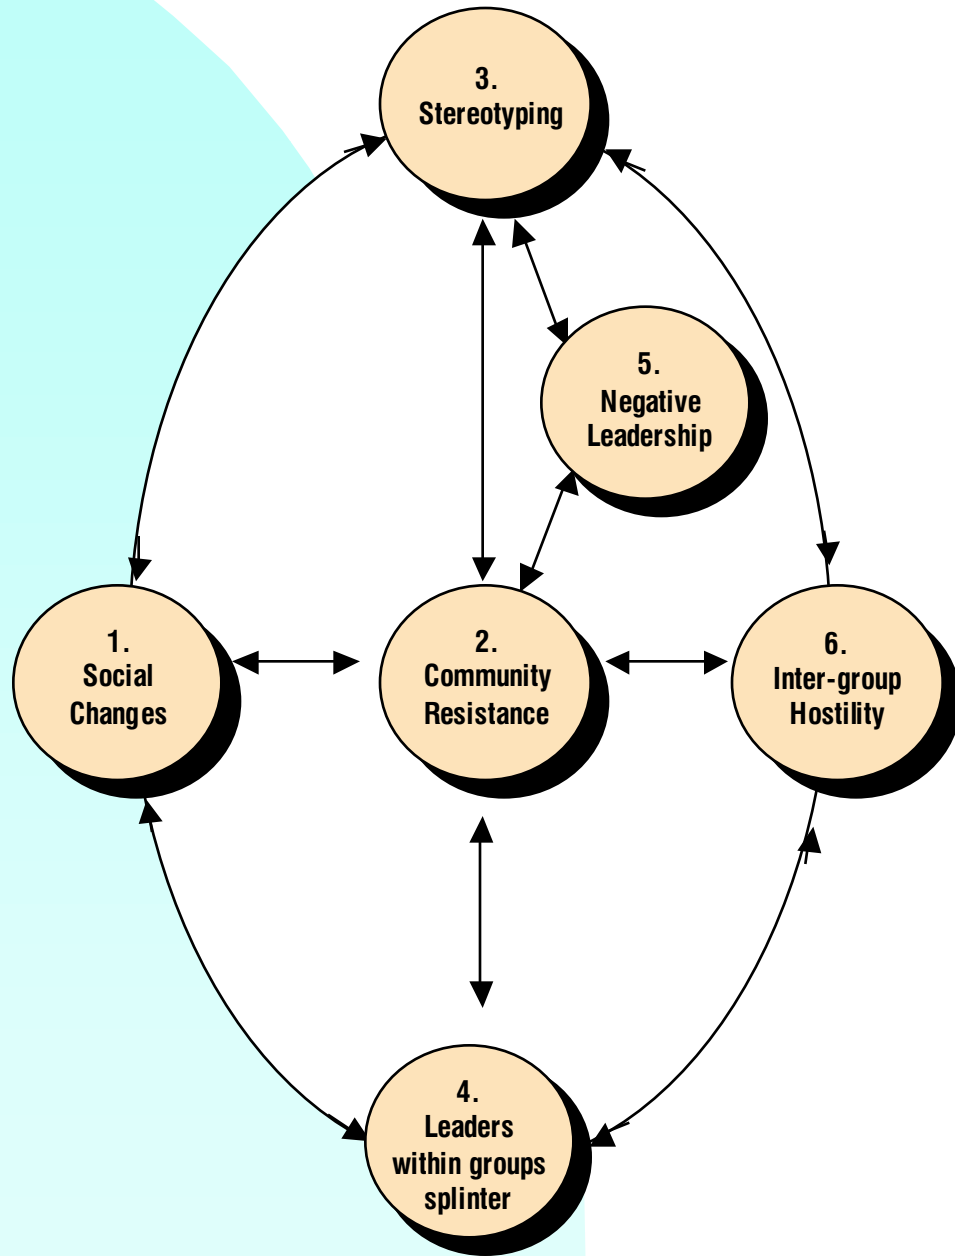 3.
Stereotyping
5.
Negative
Leadership
1.
Social
Changes
2.
Community
Resistance
6.
Inter-group
Hostility
4.
Leaders
within groups
splinter